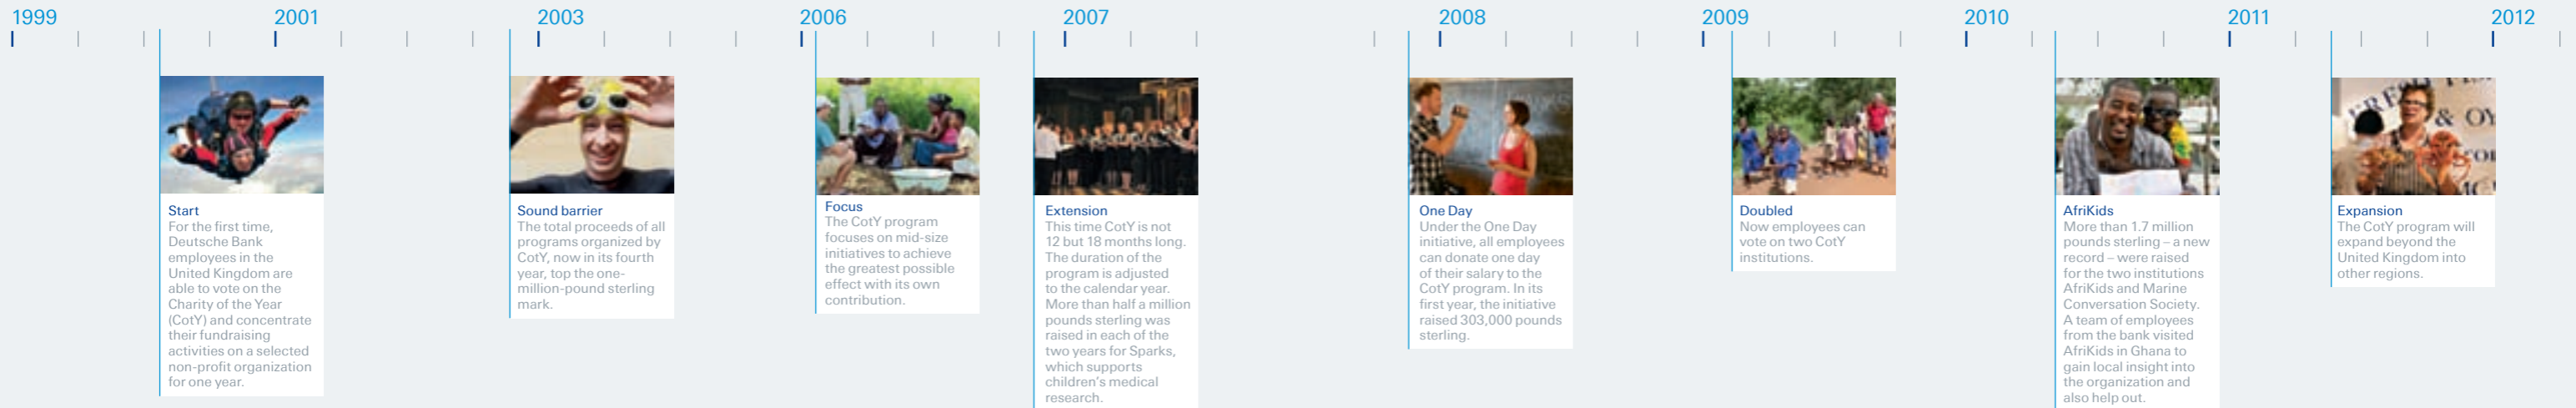 1999
2001
2003
2006
2007
2008
2009
2010
2011
2012
Start
For the first time,
Deutsche Bank
employees in the
United Kingdom are
able to vote on the
Charity of the Year
(CotY) and concentrate
their fundraising
activities on a selected
non-profit organization
for one year.
Sound barrier
The total proceeds of all
programs organized by
CotY, now in its fourth
year, top the one-
million-pound sterling
mark.
Focus
The CotY program
focuses on mid-size
initiatives to achieve
the greatest possible
effect with its own
contribution.
Extension
This time CotY is not
12 but 18 months long.
The duration of the
program is adjusted
to the calendar year.
More than half a million
pounds sterling was
raised in each of the
two years for Sparks,
which supports
children's medical
research.
One Day
Under the One Day
initiative, all employees
can donate one day
of their salary to the
CotY program. In its
first year, the initiative
raised 303,000 pounds
sterling.
Doubled
Now employees can
vote on two CotY
institutions.
AfriKids
More than 1.7 million
pounds sterling – a new
record – were raised
for the two institutions
AfriKids and Marine
Conversation Society.
A team of employees
from the bank visited
AfriKids in Ghana to
gain local insight into
the organization and
also help out.
& OY
Expansion
The CotY program will
expand beyond the
United Kingdom into
other regions.